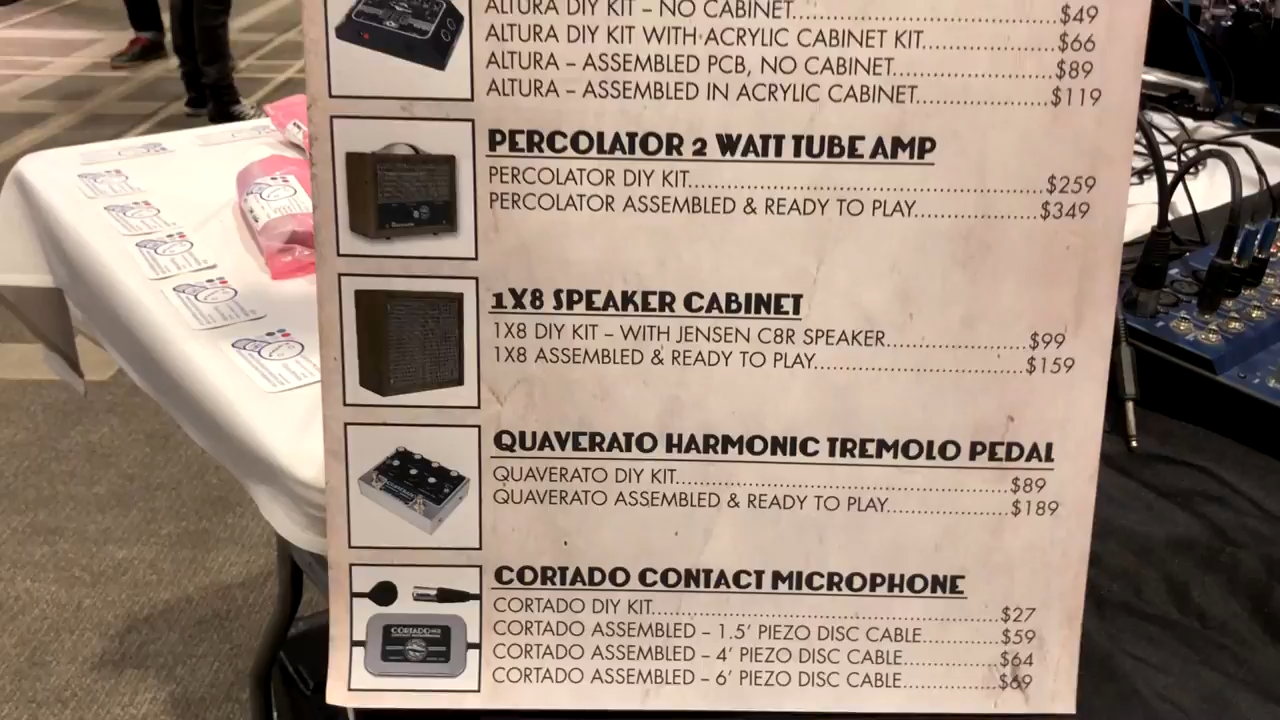 ALTURA DIY KIT – NO CABINET..............................$49
ALTURA DIY KIT WITH ACRYLIC CABINET KIT................$66
ALTURA – ASSEMBLED PCB, NO CABINET...................$89
ALTURA – ASSEMBLED IN ACRYLIC CABINET................$119
PERCOLATOR 2 WATT TUBE AMP
PERCOLATOR DIY KIT..............................................$259
PERCOLATOR ASSEMBLED & READY TO PLAY................$349
1X8 SPEAKER CABINET
1X8 DIY KIT – WITH JENSEN C8R SPEAKER..................$99
1X8 ASSEMBLED & READY TO PLAY...........................$159
QUAVERATO HARMONIC TREMOLO PEDAL
QUAVERATO DIY KIT..............................................$89
QUAVERATO ASSEMBLED & READY TO PLAY................$189
CORTADO CONTACT MICROPHONE
CORTADO DIY KIT................................................$27
CORTADO ASSEMBLED – 1.5' PIEZO DISC CABLE...........$59
CORTADO ASSEMBLED – 4' PIEZO DISC CABLE..............$64
CORTADO ASSEMBLED – 6' PIEZO DISC CABLE..............$69
CORTADO